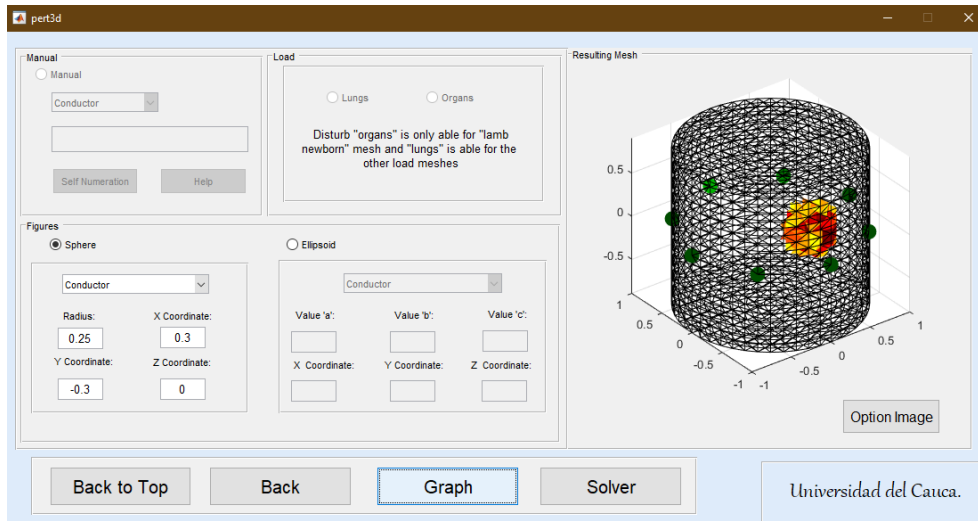 pert3d
Manual
Manual
Conductor
Self Numeration
Help
Load
Lungs
Organs
Disturb "organs" is only able for "lamb
newborn" mesh and "lungs" is able for the
other load meshes
Figures
Sphere
Conductor
Radius:
X Coordinate:
0.25
0.3
Y Coordinate:
Z Coordinate:
-0.3
0
Ellipsoid
Conductor
Value 'a':
Value 'b':
Value 'c':
X Coordinate:
Y Coordinate:
Z Coordinate:
Resulting Mesh
0.5
0
-0.5
1
0.5
0
-0.5
-1
-1
-0.5
0
0.5
1
Option Image
Back to Top
Back
Graph
Solver
Universidad del Cauca.